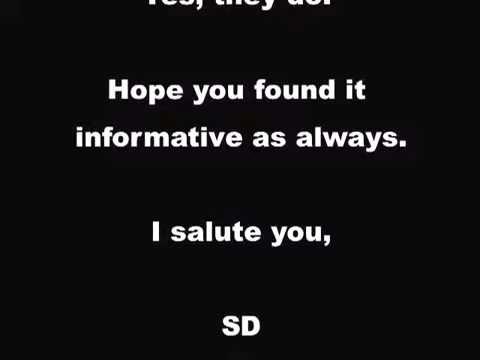 Yes, they do.
Hope you found it
informative as always.
I salute you,
SD